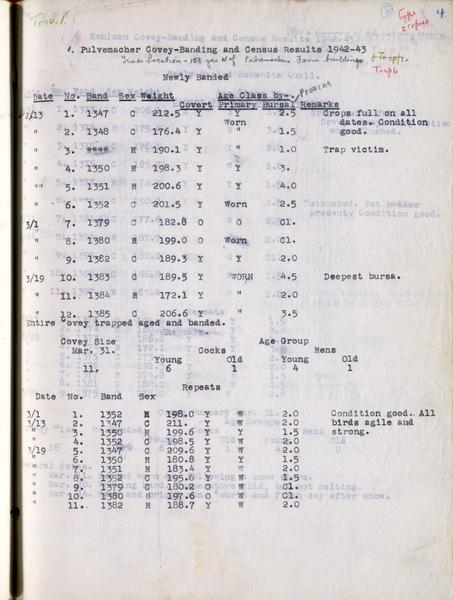 4
Type
2 copies
1. Pulvemacher Covey-Banding and Census Results 1942-43
Trap Location - 150 yds N of Pulvemacher Farm buildings.
Newly Banded
Date No. Band Sex Weight Age Class by-. Probing
Covert Primary Bursal Remarks
2/13 1. 1347 C 212.5 Y Y 2.5 Crops full on all
Worn dates. Condition
" 2. 1348 C 176.4 Y " 1.5 good.
" 3. M 190.1 Y " 1.0 Trap victim.
" 4. 1350 M 198.3 Y Y 3.
" 5. 1351 M 200.6 Y Y 4.0
" 6. 1352 C 201.5 Y Worn 2.5
3/1 7. 1379 C 182.8 O O Cl.
" 8. 1380 M 199.0 O Worn Cl.
" 9. 1382 C 189.3 Y Y 2.0
3/19 10. 1383 C 189.5 Y WORN 4.5 Deepest bursa.
" 11. 1384 M 172.1 Y " 2.0
" 12. 1385 C 206.6 Y " 3.5
Entire Covey trapped aged and banded.
Covey Size Age Group
Mar. 31. Cocks Hens
Young Old Young Old
11. 6 1 4 1
Repeats
Date No. Band Sex
3/1 1. 1352 M 198.0 Y W 2.0 Condition good. All
3/13 2. 1347 C 211. Y W 2.0 birds agile and
" 3. 1350 M 199.6 Y Y 1.5 strong.
" 4. 1352 C 198.5 Y W 2.0
3/19 5. 1347 C 209.6 Y W 2.0
" 6. 1350 M 180.8 Y Y 1.5
" 7. 1351 M 183.4 Y W 2.0
" 8. 1352 C 195.6 Y W 1.5
" 9. 1379 C 180.2 O W Cl.
" 10. 1380 M 197.6 O W Cl.
" 11. 1382 M 188.7 Y W 2.0